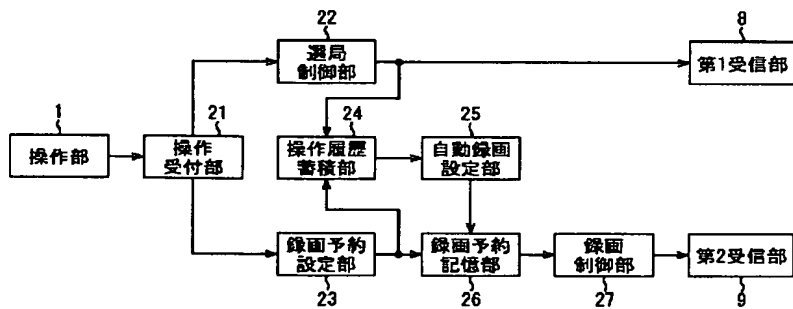 22
選局
制御部
8
第1受信部
1
操作部
21
操作
受付部
24
操作履歴
蓄積部
25
自動録画
設定部
録画予約
設定部
23
録画予約
記憶部
26
録画
制御部
27
第2受信部
9